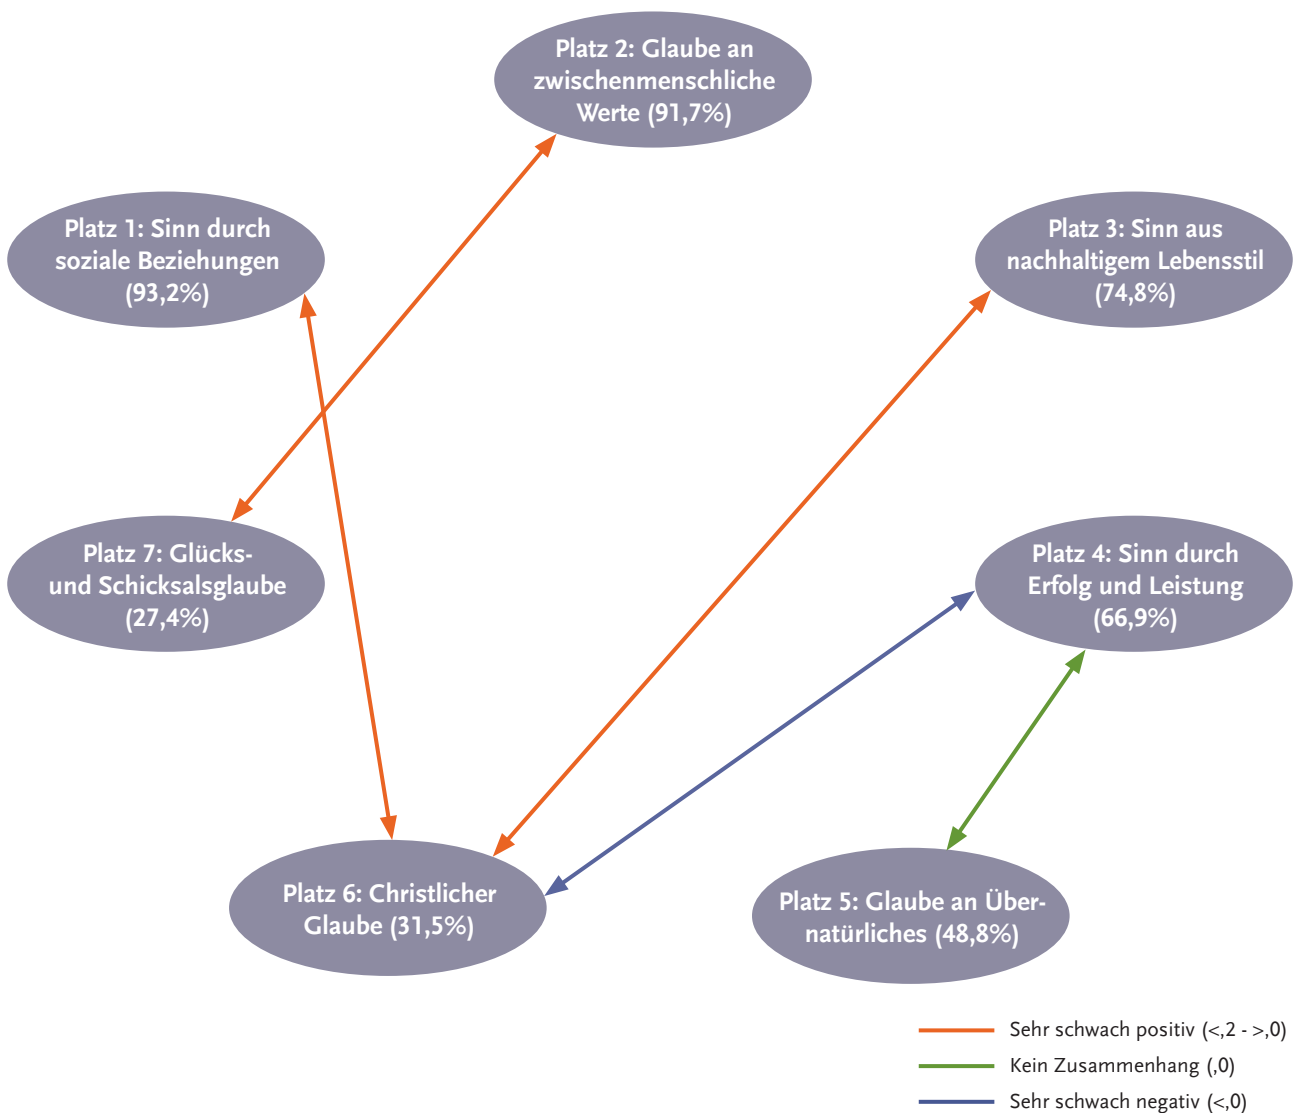 Platz 2: Glaube an
zwischenmenschliche
Werte (91,7%)
Platz 1: Sinn durch
soziale Beziehungen
(93,2%)
Platz 3: Sinn aus
nachhaltigem Lebensstil
(74,8%)
Platz 7: Glücks-
und Schicksalsglaube
(27,4%)
Platz 4: Sinn durch
Erfolg und Leistung
(66,9%)
Platz 6: Christlicher
Glaube (31,5%)
Platz 5: Glaube an Über-
natürliches (48,8%)
Sehr schwach positiv (<,2 - >,0)
Kein Zusammenhang (,0)
Sehr schwach negativ (<,0)